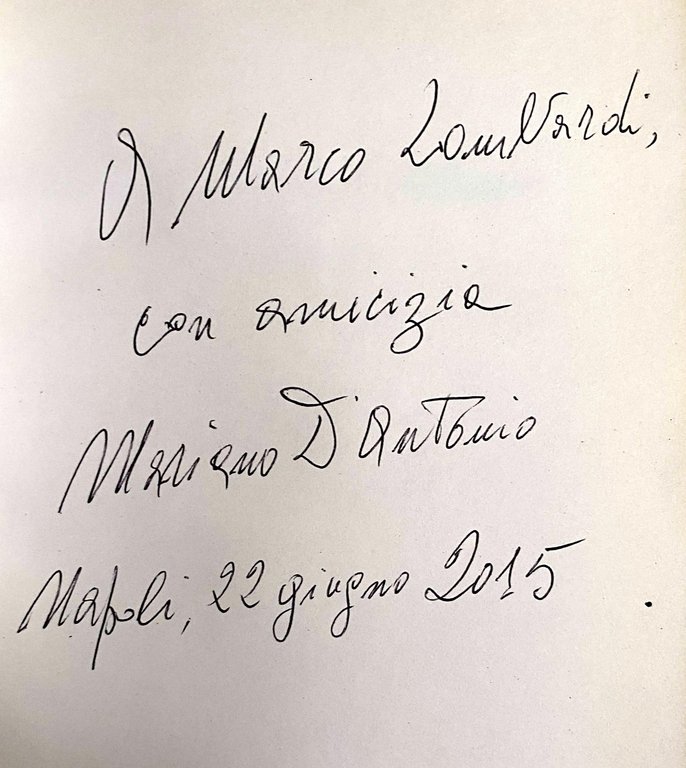 A Marco Lombardi,
con amicizia
Mariano D'Antonio
Napoli, 22 giugno 2015